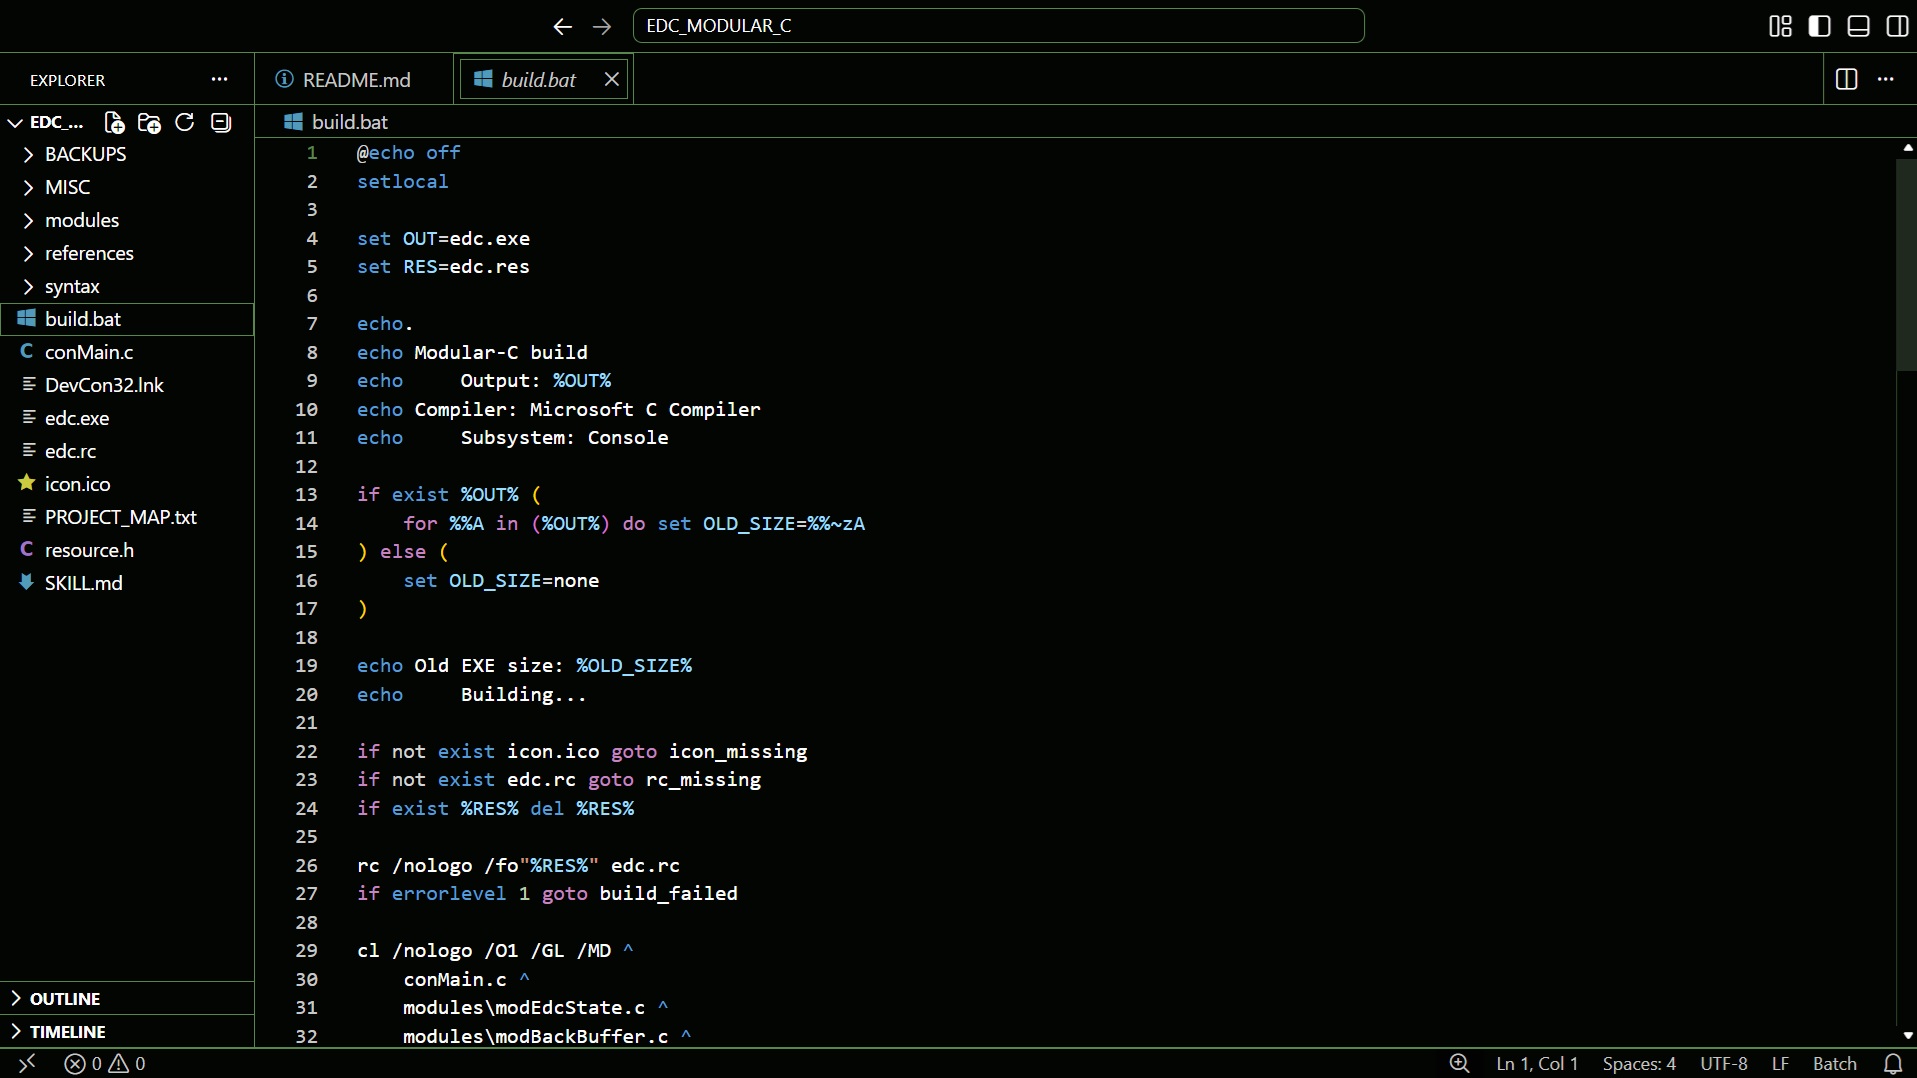 EDC_MODULAR_C
EXPLORER
README.md
build.bat
EDC_...
build.bat
BACKUPS
MISC
modules
references
syntax
build.bat
C conMain.c
DevCon32.lnk
edc.exe
edc.rc
icon.ico
PROJECT_MAP.txt
C resource.h
SKILL.md
OUTLINE
TIMELINE
1 @echo off
2 setlocal
3
4 set OUT=edc.exe
5 set RES=edc.res
6
7 echo.
8 echo Modular-C build
9 echo     Output: %OUT%
10 echo Compiler: Microsoft C Compiler
11 echo     Subsystem: Console
12
13 if exist %OUT% (
14     for %%A in (%OUT%) do set OLD_SIZE=%%~zA
15 ) else (
16     set OLD_SIZE=none
17 )
18
19 echo Old EXE size: %OLD_SIZE%
20 echo     Building...
21
22 if not exist icon.ico goto icon_missing
23 if not exist edc.rc goto rc_missing
24 if exist %RES% del %RES%
25
26 rc /nologo /fo"%RES%" edc.rc
27 if errorlevel 1 goto build_failed
28
29 cl /nologo /O1 /GL /MD ^
30     conMain.c ^
31     modules\modEdcState.c ^
32     modules\modBackBuffer.c ^
0 0
Ln 1, Col 1
Spaces: 4
UTF-8
LF
Batch